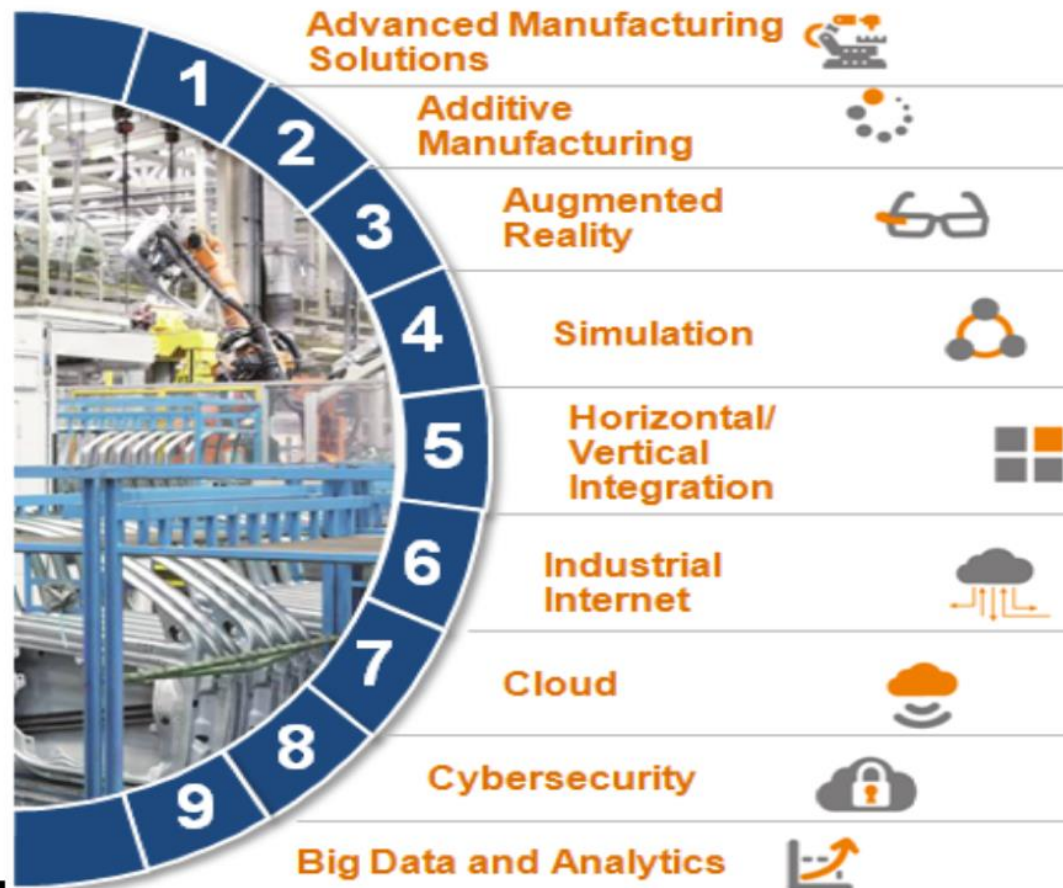 1
Advanced Manufacturing
Solutions
2
Additive
Manufacturing
3
Augmented
Reality
4
Simulation
5
Horizontal/
Vertical
Integration
6
Industrial
Internet
7
Cloud
8
Cybersecurity
9
Big Data and Analytics